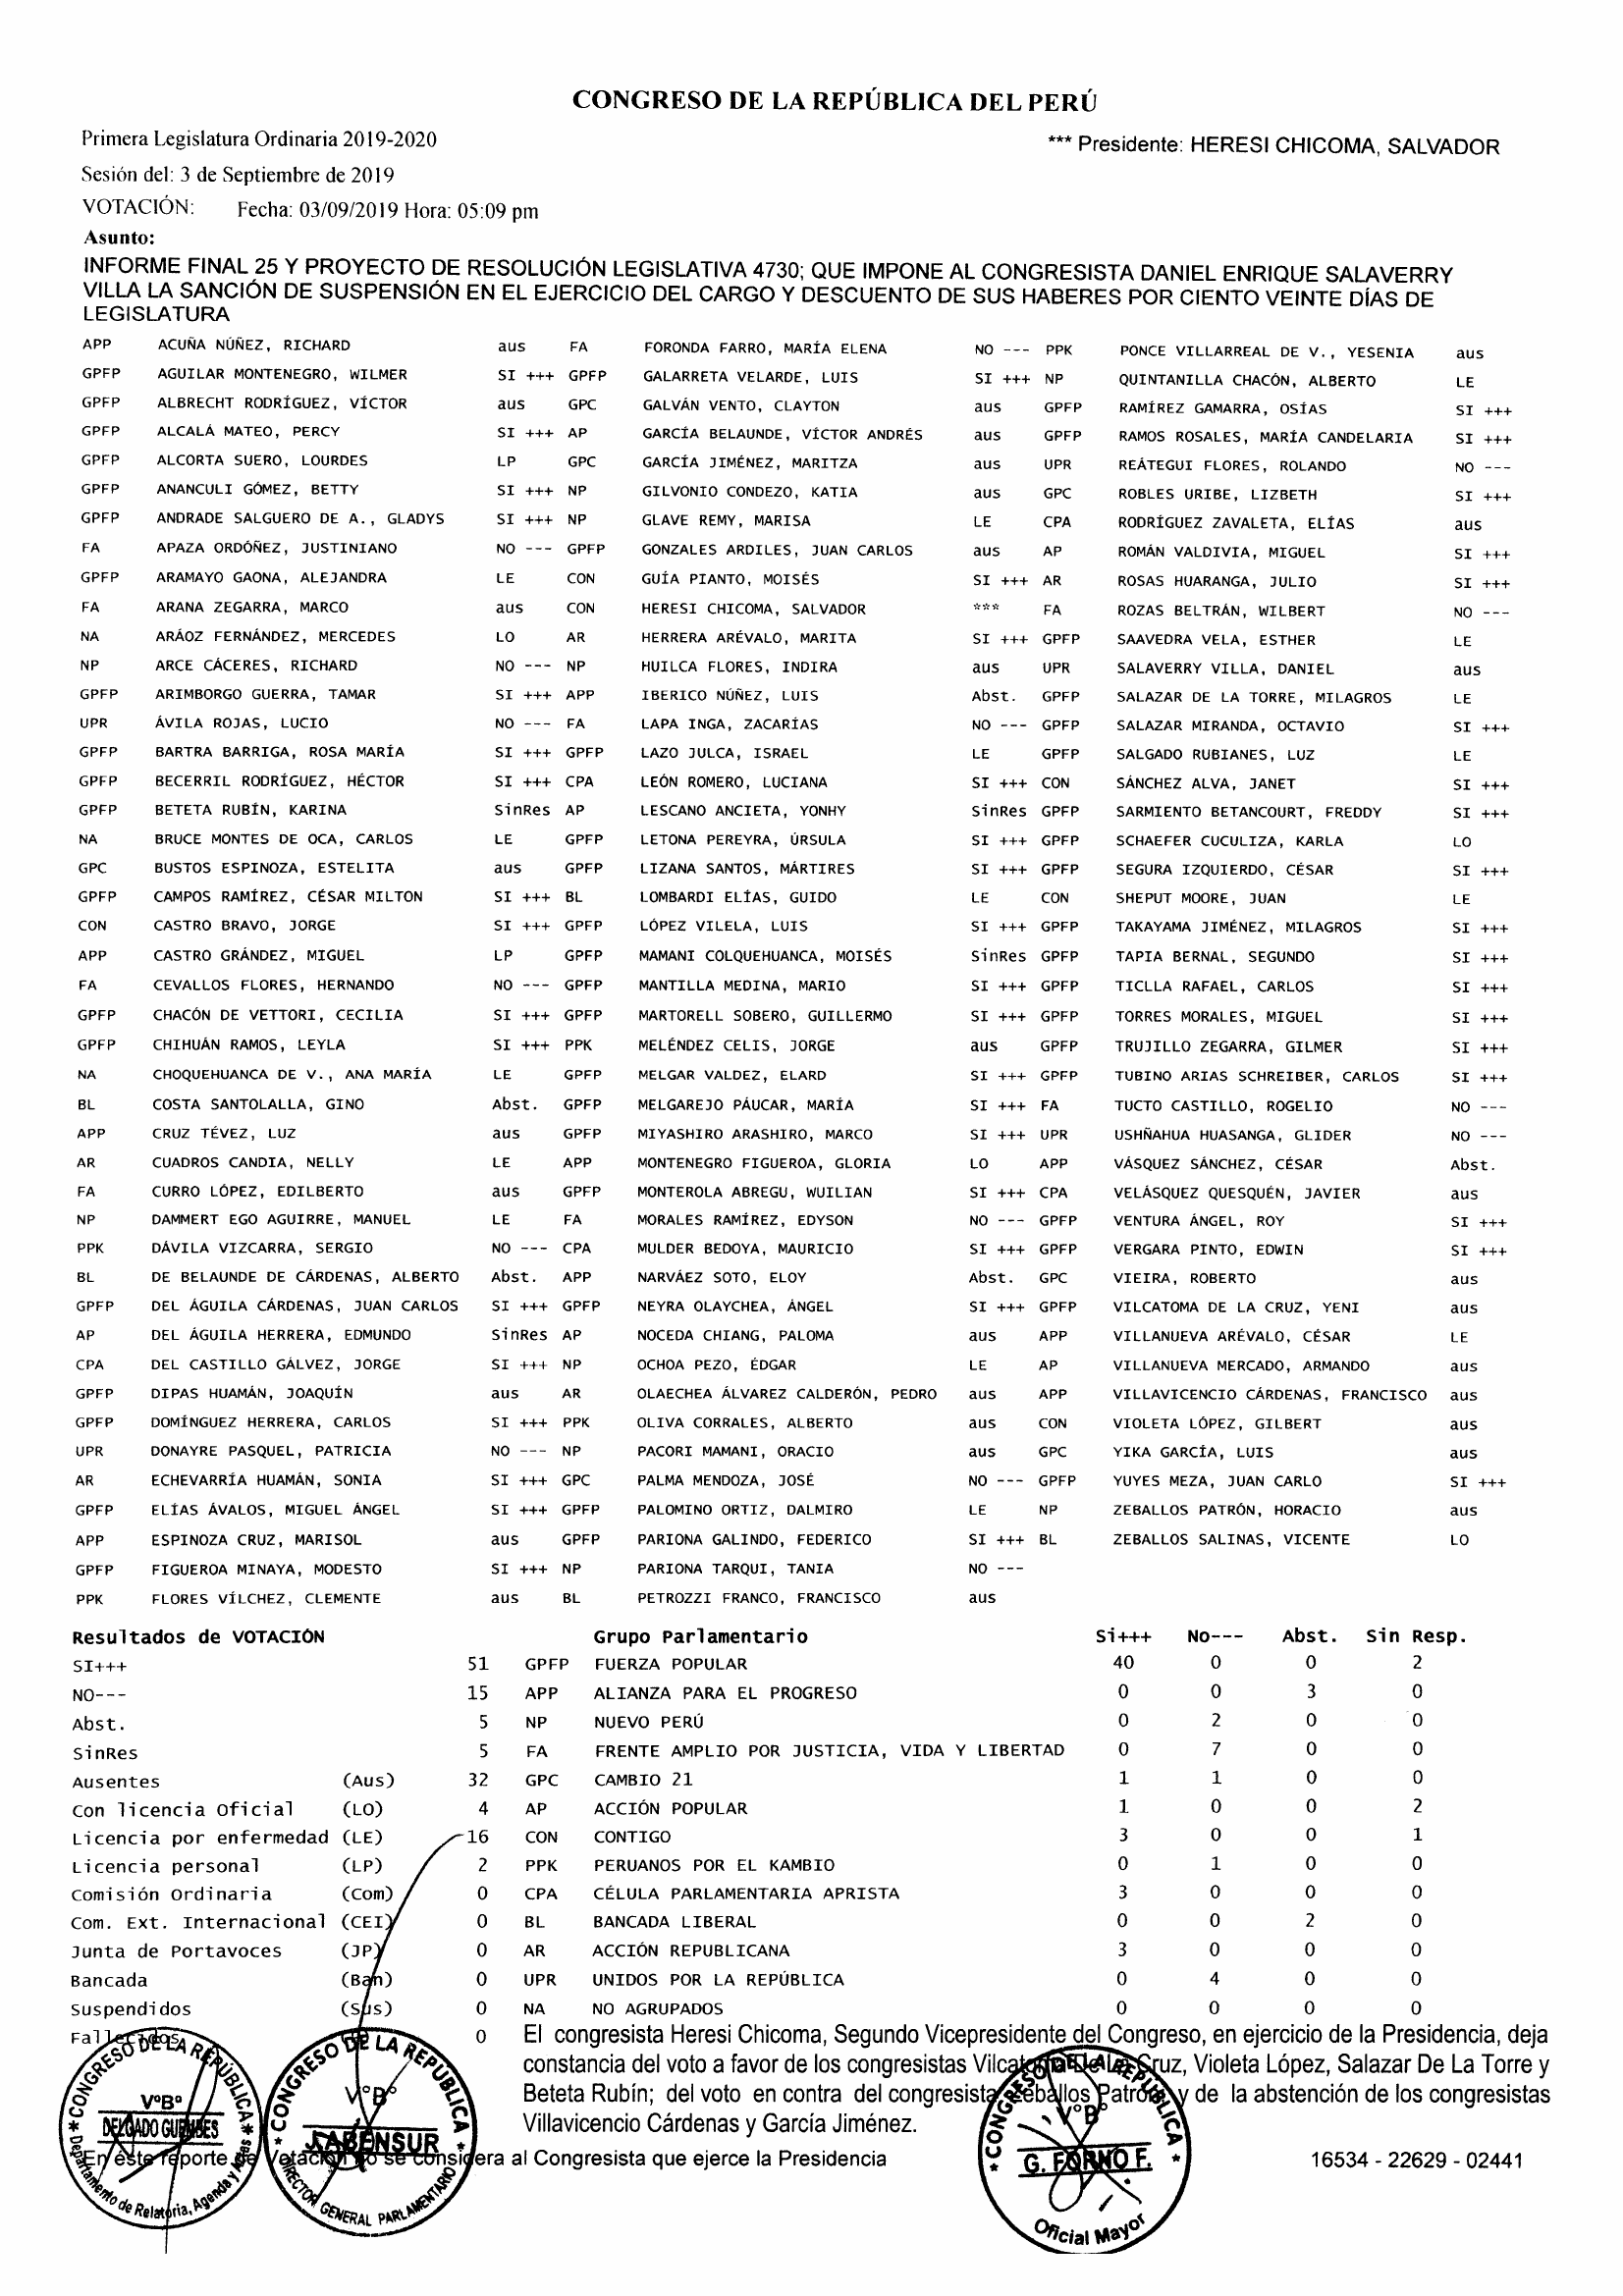 CONGRESO DE LA REPÚBLICA DEL PERÚ
Primera Legislatura Ordinaria 2019-2020 *** Presidente: HERESI CHICOMA, SALVADOR
Sesión del: 3 de Septiembre de 2019
VOTACIÓN: Fecha: 03/09/2019 Hora: 05:09 pm
Asunto:
INFORME FINAL 25 Y PROYECTO DE RESOLUCIÓN LEGISLATIVA 4730; QUE IMPONE AL CONGRESISTA DANIEL ENRIQUE SALAVERRY
VILLA LA SANCIÓN DE SUSPENSIÓN EN EL EJERCICIO DEL CARGO Y DESCUENTO DE SUS HABERES POR CIENTO VEINTE DÍAS DE
LEGISLATURA
APP ACUÑA NÚÑEZ, RICHARD aus FA FORONDA FARRO, MARÍA ELENA NO --- PPK PONCE VILLARREAL DE V., YESENIA aus
GPFP AGUILAR MONTENEGRO, WILMER SI +++ GPFP GALARRETA VELARDE, LUIS SI +++ NP QUINTANILLA CHACÓN, ALBERTO LE
GPFP ALBRECHT RODRÍGUEZ, VÍCTOR aus GPC GALVÁN VENTO, CLAYTON aus GPFP RAMÍREZ GAMARRA, OSÍAS SI +++
GPFP ALCALÁ MATEO, PERCY SI +++ AP GARCÍA BELAUNDE, VÍCTOR ANDRÉS aus GPFP RAMOS ROSALES, MARÍA CANDELARIA SI +++
GPFP ALCORTA SUERO, LOURDES LP GPC GARCÍA JIMÉNEZ, MARITZA aus UPR REÁTEGUI FLORES, ROLANDO NO ---
GPFP ANANCULI GÓMEZ, BETTY SI +++ NP GILVONIO CONDEZO, KATIA aus GPC ROBLES URIBE, LIZBETH SI +++
GPFP ANDRADE SALGUERO DE A., GLADYS SI +++ NP GLAVE REMY, MARISA LE CPA RODRÍGUEZ ZAVALETA, ELÍAS aus
FA APAZA ORDÓÑEZ, JUSTINIANO NO --- GPFP GONZALES ARDILES, JUAN CARLOS aus AP ROMÁN VALDIVIA, MIGUEL SI +++
GPFP ARAMAYO GAONA, ALEJANDRA LE CON GUÍA PIANTO, MOISÉS SI +++ AR ROSAS HUARANGA, JULIO SI +++
FA ARANA ZEGARRA, MARCO aus CON HERESI CHICOMA, SALVADOR *** FA ROZAS BELTRÁN, WILBERT NO ---
NA ARÁOZ FERNÁNDEZ, MERCEDES LO AR HERRERA ARÉVALO, MARITA SI +++ GPFP SAAVEDRA VELA, ESTHER LE
NP ARCE CÁCERES, RICHARD NO --- NP HUILCA FLORES, INDIRA aus UPR SALAVERRY VILLA, DANIEL aus
GPFP ARIMBORGO GUERRA, TAMAR SI +++ APP IBERICO NÚÑEZ, LUIS Abst. GPFP SALAZAR DE LA TORRE, MILAGROS LE
UPR ÁVILA ROJAS, LUCIO NO --- FA LAPA INGA, ZACARÍAS NO --- GPFP SALAZAR MIRANDA, OCTAVIO SI +++
GPFP BARTRA BARRIGA, ROSA MARÍA SI +++ GPFP LAZO JULCA, ISRAEL LE GPFP SALGADO RUBIANES, LUZ LE
GPFP BECERRIL RODRÍGUEZ, HÉCTOR SI +++ CPA LEÓN ROMERO, LUCIANA SI +++ CON SÁNCHEZ ALVA, JANET SI +++
GPFP BETETA RUBÍN, KARINA SinRes AP LESCANO ANCIETA, YONHY SinRes GPFP SARMIENTO BETANCOURT, FREDDY SI +++
NA BRUCE MONTES DE OCA, CARLOS LE GPFP LETONA PEREYRA, ÚRSULA SI +++ GPFP SCHAEFER CUCULIZA, KARLA LO
GPC BUSTOS ESPINOZA, ESTELITA aus GPFP LIZANA SANTOS, MÁRTIRES SI +++ GPFP SEGURA IZQUIERDO, CÉSAR SI +++
GPFP CAMPOS RAMÍREZ, CÉSAR MILTON SI +++ BL LOMBARDI ELÍAS, GUIDO LE CON SHEPUT MOORE, JUAN LE
CON CASTRO BRAVO, JORGE SI +++ GPFP LÓPEZ VILELA, LUIS SI +++ GPFP TAKAYAMA JIMÉNEZ, MILAGROS SI +++
APP CASTRO GRÁNDEZ, MIGUEL LP GPFP MAMANI COLQUEHUANCA, MOISÉS SinRes GPFP TAPIA BERNAL, SEGUNDO SI +++
FA CEVALLOS FLORES, HERNANDO NO --- GPFP MANTILLA MEDINA, MARIO SI +++ GPFP TICLLA RAFAEL, CARLOS SI +++
GPFP CHACÓN DE VETTORI, CECILIA SI +++ GPFP MARTORELL SOBERO, GUILLERMO SI +++ GPFP TORRES MORALES, MIGUEL SI +++
GPFP CHIHUÁN RAMOS, LEYLA SI +++ PPK MELÉNDEZ CELIS, JORGE aus GPFP TRUJILLO ZEGARRA, GILMER SI +++
NA CHOQUEHUANCA DE V., ANA MARÍA LE GPFP MELGAR VALDEZ, ELARD SI +++ GPFP TUBINO ARIAS SCHREIBER, CARLOS SI +++
BL COSTA SANTOLALLA, GINO Abst. GPFP MELGAREJO PÁUCAR, MARÍA SI +++ FA TUCTO CASTILLO, ROGELIO NO ---
APP CRUZ TÉVEZ, LUZ aus GPFP MIYASHIRO ARASHIRO, MARCO SI +++ UPR USHÑAHUA HUASANGA, GLIDER NO ---
AR CUADROS CANDIA, NELLY LE APP MONTENEGRO FIGUEROA, GLORIA LO APP VÁSQUEZ SÁNCHEZ, CÉSAR Abst.
FA CURRO LÓPEZ, EDILBERTO aus GPFP MONTEROLA ABREGU, WUILIAN SI +++ CPA VELÁSQUEZ QUESQUÉN, JAVIER aus
NP DAMMERT EGO AGUIRRE, MANUEL LE FA MORALES RAMÍREZ, EDYSON NO --- GPFP VENTURA ÁNGEL, ROY SI +++
PPK DÁVILA VIZCARRA, SERGIO NO --- CPA MULDER BEDOYA, MAURICIO SI +++ GPFP VERGARA PINTO, EDWIN SI +++
BL DE BELAUNDE DE CÁRDENAS, ALBERTO Abst. APP NARVÁEZ SOTO, ELOY Abst. GPC VIEIRA, ROBERTO aus
GPFP DEL ÁGUILA CÁRDENAS, JUAN CARLOS SI +++ GPFP NEYRA OLAYCHEA, ÁNGEL SI +++ GPFP VILCATOMA DE LA CRUZ, YENI aus
AP DEL ÁGUILA HERRERA, EDMUNDO SinRes AP NOCEDA CHIANG, PALOMA aus APP VILLANUEVA ARÉVALO, CÉSAR LE
CPA DEL CASTILLO GÁLVEZ, JORGE SI +++ NP OCHOA PEZO, ÉDGAR LE AP VILLANUEVA MERCADO, ARMANDO aus
GPFP DIPAS HUAMÁN, JOAQUÍN aus AR OLAECHEA ÁLVAREZ CALDERÓN, PEDRO aus APP VILLAVICENCIO CÁRDENAS, FRANCISCO aus
GPFP DOMÍNGUEZ HERRERA, CARLOS SI +++ PPK OLIVA CORRALES, ALBERTO aus CON VIOLETA LÓPEZ, GILBERT aus
UPR DONAYRE PASQUEL, PATRICIA NO --- NP PACORI MAMANI, ORACIO aus GPC YIKA GARCÍA, LUIS aus
AR ECHEVARRÍA HUAMÁN, SONIA SI +++ GPC PALMA MENDOZA, JOSÉ NO --- GPFP YUYES MEZA, JUAN CARLO SI +++
GPFP ELÍAS ÁVALOS, MIGUEL ÁNGEL SI +++ GPFP PALOMINO ORTIZ, DALMIRO LE NP ZEBALLOS PATRÓN, HORACIO aus
APP ESPINOZA CRUZ, MARISOL aus GPFP PARIONA GALINDO, FEDERICO SI +++ BL ZEBALLOS SALINAS, VICENTE LO
GPFP FIGUEROA MINAYA, MODESTO SI +++ NP PARIONA TARQUI, TANIA NO ---
PPK FLORES VÍLCHEZ, CLEMENTE aus BL PETROZZI FRANCO, FRANCISCO aus
Resultados de VOTACIÓN Grupo Parlamentario Si+++ No--- Abst. Sin Resp.
SI+++ 51 GPFP FUERZA POPULAR 40 0 0 2
NO--- 15 APP ALIANZA PARA EL PROGRESO 0 0 3 0
Abst. 5 NP NUEVO PERÚ 0 2 0 0
SinRes 5 FA FRENTE AMPLIO POR JUSTICIA, VIDA Y LIBERTAD 0 7 0 0
Ausentes (Aus) 32 GPC CAMBIO 21 1 1 0 0
Con licencia Oficial (LO) 4 AP ACCIÓN POPULAR 1 0 0 2
Licencia por enfermedad (LE) 16 CON CONTIGO 3 0 0 1
Licencia personal (LP) 2 PPK PERUANOS POR EL KAMBIO 0 1 0 0
Comisión Ordinaria (Com) 0 CPA CÉLULA PARLAMENTARIA APRISTA 3 0 0 0
Com. Ext. Internacional (CEI) 0 BL BANCADA LIBERAL 0 0 2 0
Junta de Portavoces (JP) 0 AR ACCIÓN REPUBLICANA 3 0 0 0
Bancada (Ban) 0 UPR UNIDOS POR LA REPÚBLICA 0 4 0 0
Suspendidos (Sus) 0 NA NO AGRUPADOS 0 0 0 0
Fallecidos 0 El congresista Heresi Chicoma, Segundo Vicepresidente del Congreso, en ejercicio de la Presidencia, deja
constancia del voto a favor de los congresistas Vilcatoma De La Cruz, Violeta López, Salazar De La Torre y
Beteta Rubín; del voto en contra del congresista Zeballos Patrón y de la abstención de los congresistas
Villavicencio Cárdenas y García Jiménez.
En este reporte de Votación no se considera al Congresista que ejerce la Presidencia 16534 - 22629 - 02441
CONGRESO DE LA REPÚBLICA
V°B°
Departamento de Relatoría, Agenda y Actas
CONGRESO DE LA REPÚBLICA
V°B°
J. ABENSUR
DIRECTOR GENERAL PARLAMENTARIO
CONGRESO DE LA REPÚBLICA
V°B°
G. FORNO F.
Oficial Mayor